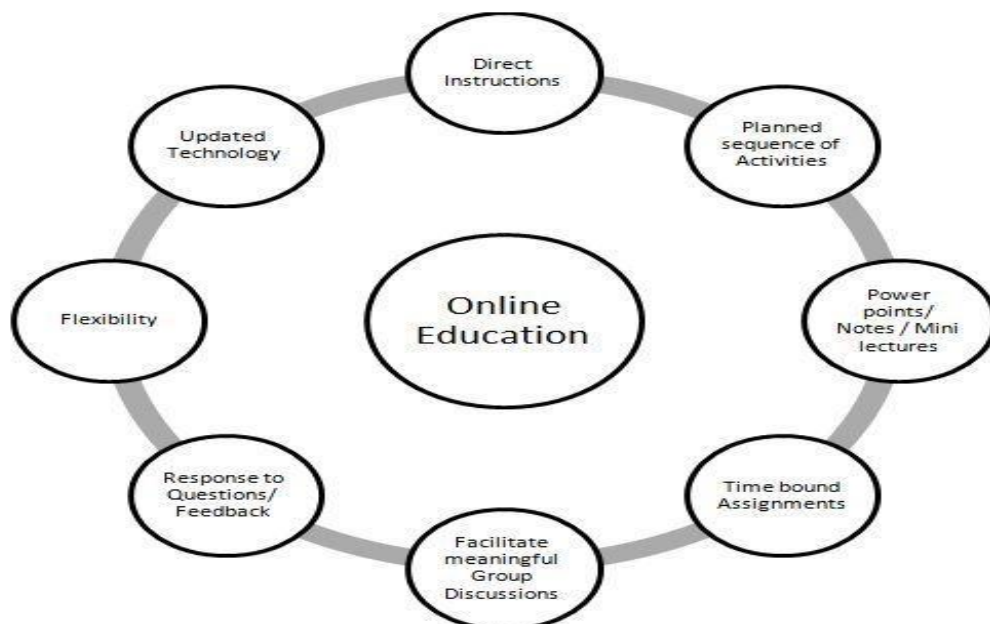 Direct
Instructions
Planned
sequence of
Activities
Power
points/
Notes / Mini
lectures
Time bound
Assignments
Facilitate
meaningful
Group
Discussions
Response to
Questions/
Feedback
Flexibility
Updated
Technology
Online
Education